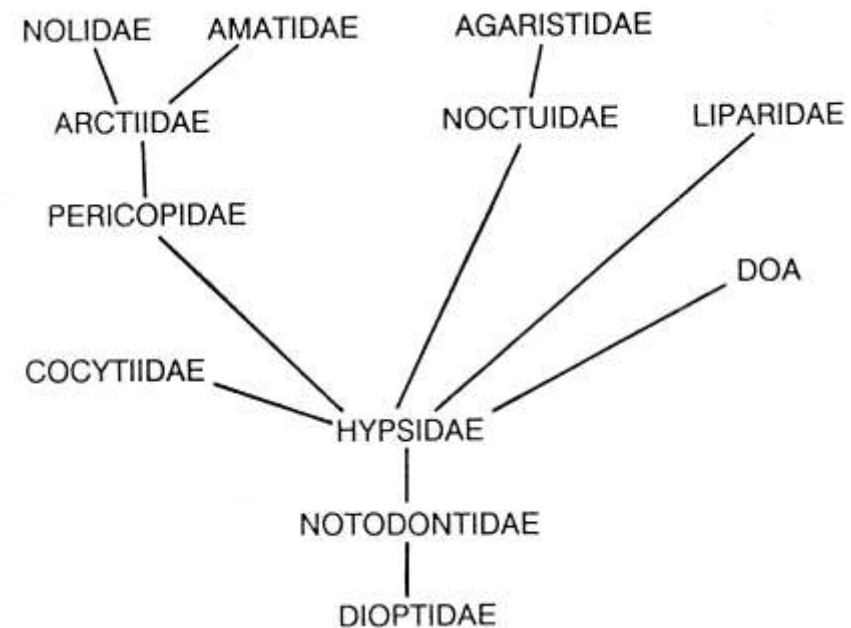 NOLIDAE AMATIDAE AGARISTIDAE
ARCTIIDAE NOCTUIDAE LIPARIDAE
PERICOPIDAE
DOA
COCYTIIDAE
HYPSIDAE
NOTODONTIDAE
DIOPTIDAE